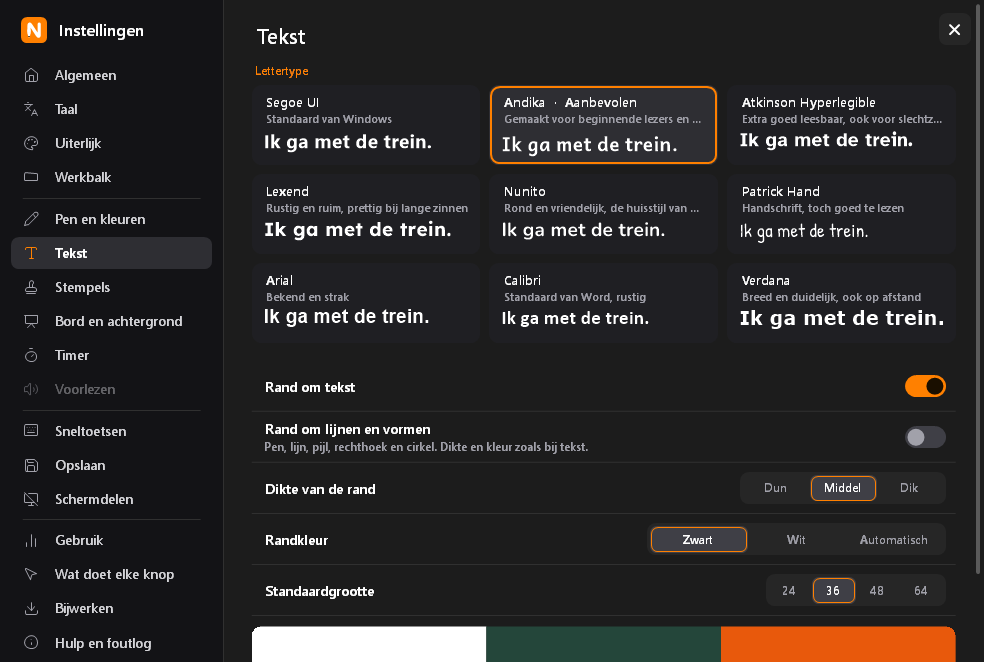 N Instellingen
Algemeen
Taal
Uiterlijk
Werkbalk
Pen en kleuren
Tekst
Stempels
Bord en achtergrond
Timer
Voorlezen
Sneltoetsen
Opslaan
Schermdelen
Gebruik
Wat doet elke knop
Bijwerken
Hulp en foutlog
Tekst
Lettertype
Segoe UI
Standaard van Windows
Ik ga met de trein.
Andika · Aanbevolen
Gemaakt voor beginnende lezers en ...
Ik ga met de trein.
Atkinson Hyperlegible
Extra goed leesbaar, ook voor slechtz...
Ik ga met de trein.
Lexend
Rustig en ruim, prettig bij lange zinnen
Ik ga met de trein.
Nunito
Rond en vriendelijk, de huisstijl van ...
Ik ga met de trein.
Patrick Hand
Handschrift, toch goed te lezen
Ik ga met de trein.
Arial
Bekend en strak
Ik ga met de trein.
Calibri
Standaard van Word, rustig
Ik ga met de trein.
Verdana
Breed en duidelijk, ook op afstand
Ik ga met de trein.
Rand om tekst
Rand om lijnen en vormen
Pen, lijn, pijl, rechthoek en cirkel. Dikte en kleur zoals bij tekst.
Dikte van de rand
Dun Middel Dik
Randkleur
Zwart Wit Automatisch
Standaardgrootte
24 36 48 64